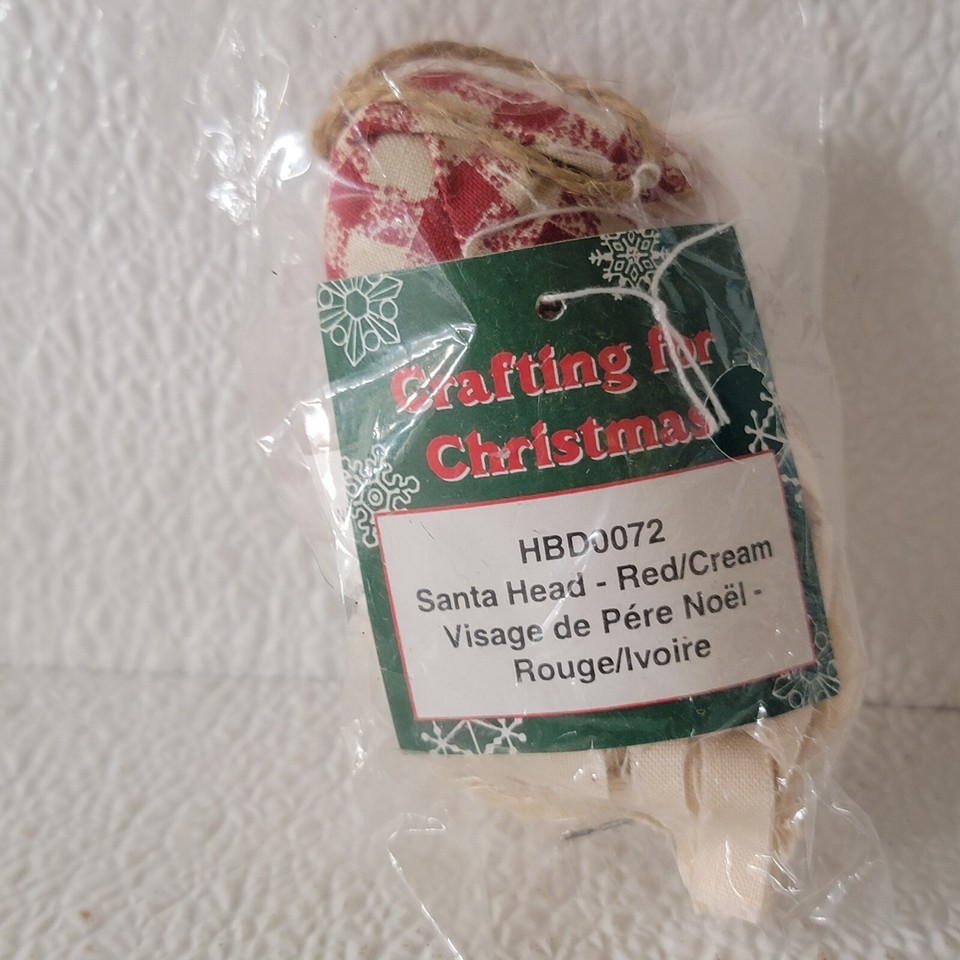 Crafting for
Christmas
HBD0072
Santa Head - Red/Cream
Visage de Pére Noël -
Rouge/Ivoire